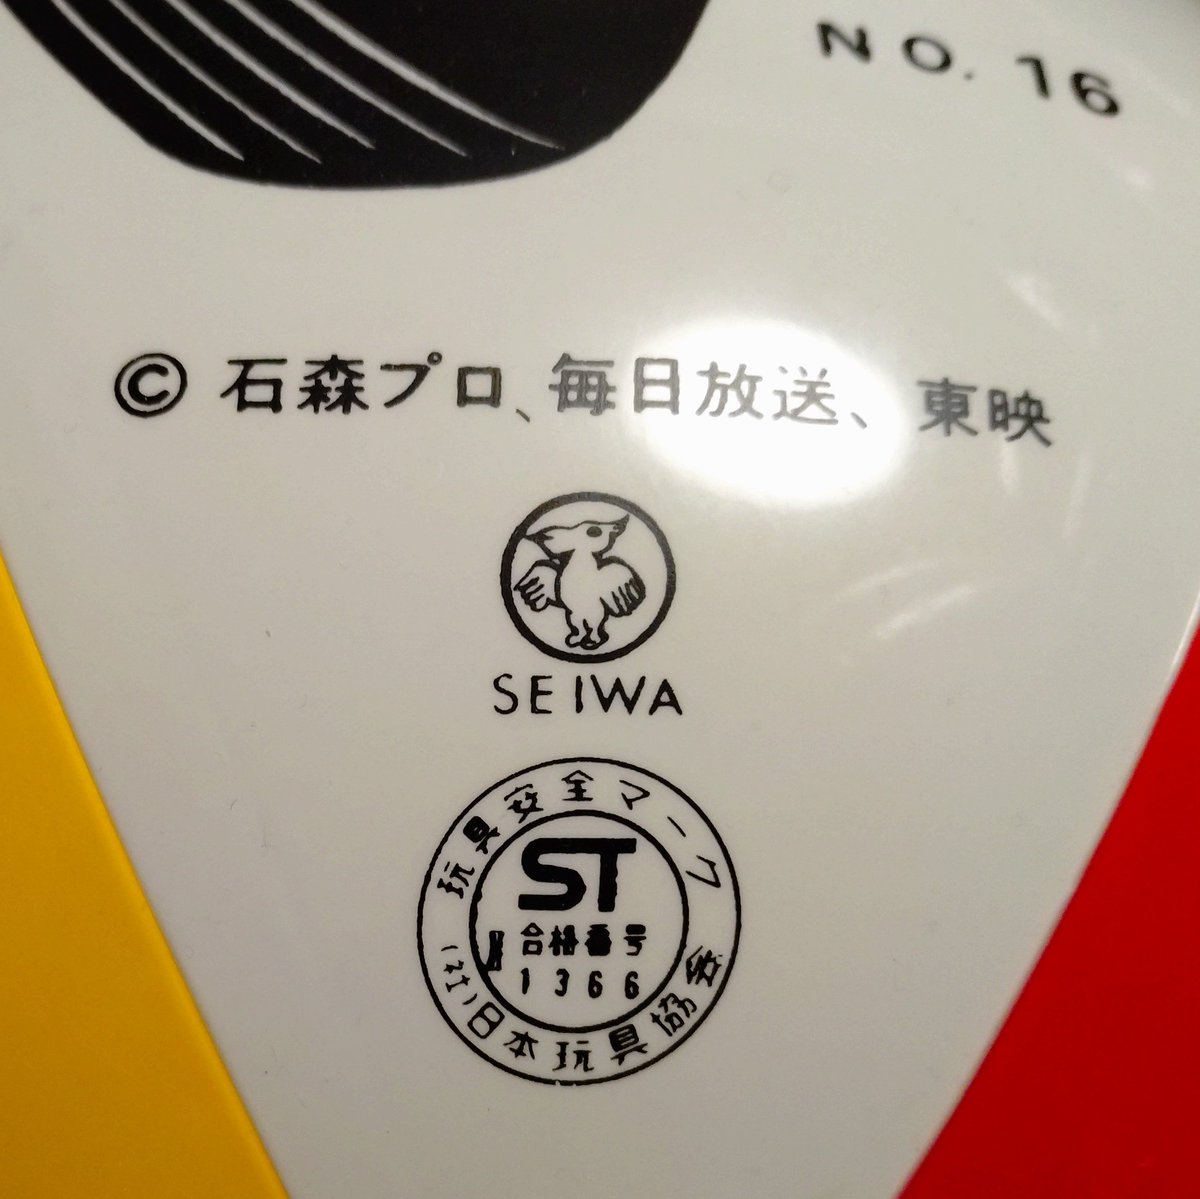 NO. 16
© 石森プロ、毎日放送、東映
SEIWA
玩具安全マーク
ST
合格番号
1366
(社)日本玩具協会